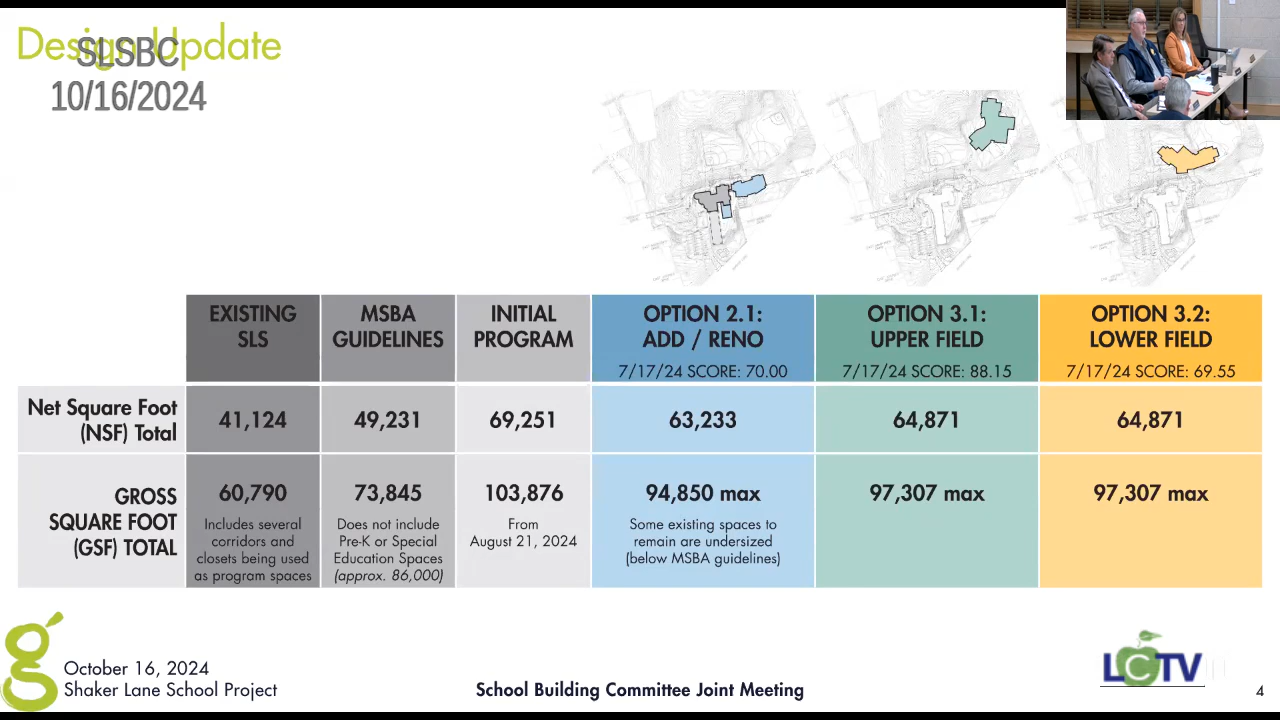 Design Update
SLSBC
10/16/2024
EXISTING
SLS
MSBA
GUIDELINES
INITIAL
PROGRAM
OPTION 2.1:
ADD / RENO
7/17/24 SCORE: 70.00
OPTION 3.1:
UPPER FIELD
7/17/24 SCORE: 88.15
OPTION 3.2:
LOWER FIELD
7/17/24 SCORE: 69.55
Net Square Foot
(NSF) Total
41,124
49,231
69,251
63,233
64,871
64,871
GROSS
SQUARE FOOT
(GSF) TOTAL
60,790
Includes several
corridors and
closets being used
as program spaces
73,845
Does not include
Pre-K or Special
Education Spaces
(approx. 86,000)
103,876
From
August 21, 2024
94,850 max
Some existing spaces to
remain are undersized
(below MSBA guidelines)
97,307 max
97,307 max
g
October 16, 2024
Shaker Lane School Project
School Building Committee Joint Meeting
LCTV
4